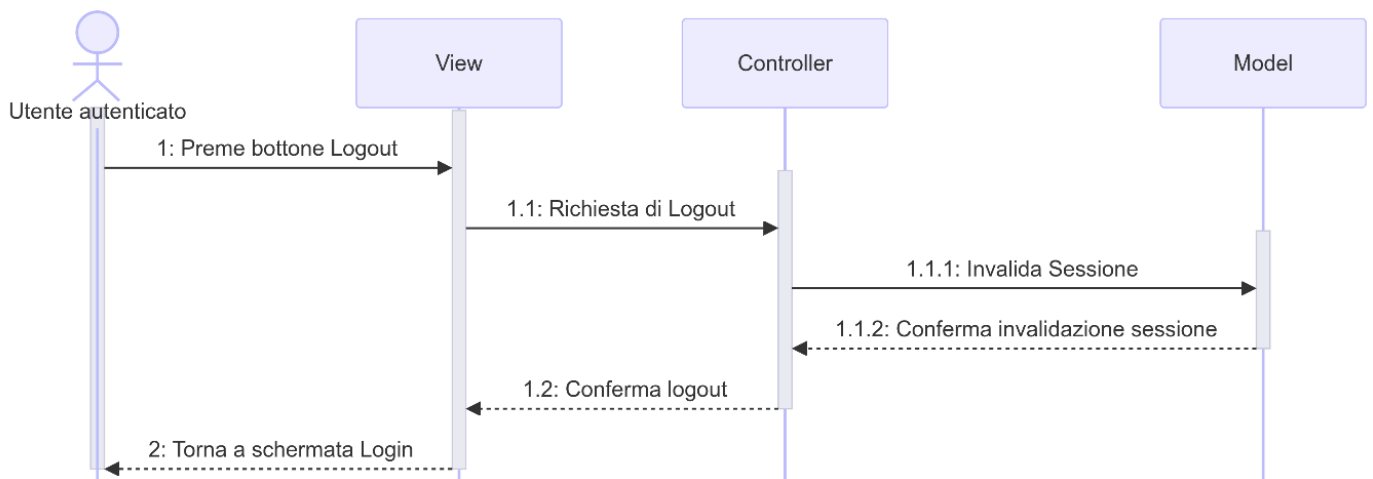 View
Controller
Model
Utente autenticato
1: Preme bottone Logout
1.1: Richiesta di Logout
1.1.1: Invalida Sessione
1.1.2: Conferma invalidazione sessione
1.2: Conferma logout
2: Torna a schermata Login